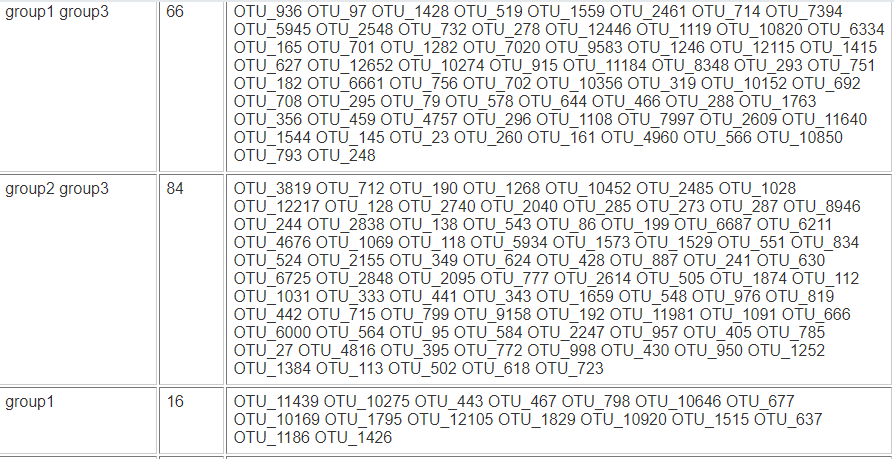 group1 group3 66 OTU_936 OTU_97 OTU_1428 OTU_519 OTU_1559 OTU_2461 OTU_714 OTU_7394
OTU_5945 OTU_2548 OTU_732 OTU_278 OTU_12446 OTU_1119 OTU_10820 OTU_6334
OTU_165 OTU_701 OTU_1282 OTU_7020 OTU_9583 OTU_1246 OTU_12115 OTU_1415
OTU_627 OTU_12652 OTU_10274 OTU_915 OTU_11184 OTU_8348 OTU_293 OTU_751
OTU_182 OTU_6661 OTU_756 OTU_702 OTU_10356 OTU_319 OTU_10152 OTU_692
OTU_708 OTU_295 OTU_79 OTU_578 OTU_644 OTU_466 OTU_288 OTU_1763
OTU_356 OTU_459 OTU_4757 OTU_296 OTU_1108 OTU_7997 OTU_2609 OTU_11640
OTU_1544 OTU_145 OTU_23 OTU_260 OTU_161 OTU_4960 OTU_566 OTU_10850
OTU_793 OTU_248
group2 group3 84 OTU_3819 OTU_712 OTU_190 OTU_1268 OTU_10452 OTU_2485 OTU_1028
OTU_12217 OTU_128 OTU_2740 OTU_2040 OTU_285 OTU_273 OTU_287 OTU_8946
OTU_244 OTU_2838 OTU_138 OTU_543 OTU_86 OTU_199 OTU_6687 OTU_6211
OTU_4676 OTU_1069 OTU_118 OTU_5934 OTU_1573 OTU_1529 OTU_551 OTU_834
OTU_524 OTU_2155 OTU_349 OTU_624 OTU_428 OTU_887 OTU_241 OTU_630
OTU_6725 OTU_2848 OTU_2095 OTU_777 OTU_2614 OTU_505 OTU_1874 OTU_112
OTU_1031 OTU_333 OTU_441 OTU_343 OTU_1659 OTU_548 OTU_976 OTU_819
OTU_442 OTU_715 OTU_799 OTU_9158 OTU_192 OTU_11981 OTU_1091 OTU_666
OTU_6000 OTU_564 OTU_95 OTU_584 OTU_2247 OTU_957 OTU_405 OTU_785
OTU_27 OTU_4816 OTU_395 OTU_772 OTU_998 OTU_430 OTU_950 OTU_1252
OTU_1384 OTU_113 OTU_502 OTU_618 OTU_723
group1 16 OTU_11439 OTU_10275 OTU_443 OTU_467 OTU_798 OTU_10646 OTU_677
OTU_10169 OTU_1795 OTU_12105 OTU_1829 OTU_10920 OTU_1515 OTU_637
OTU_1186 OTU_1426